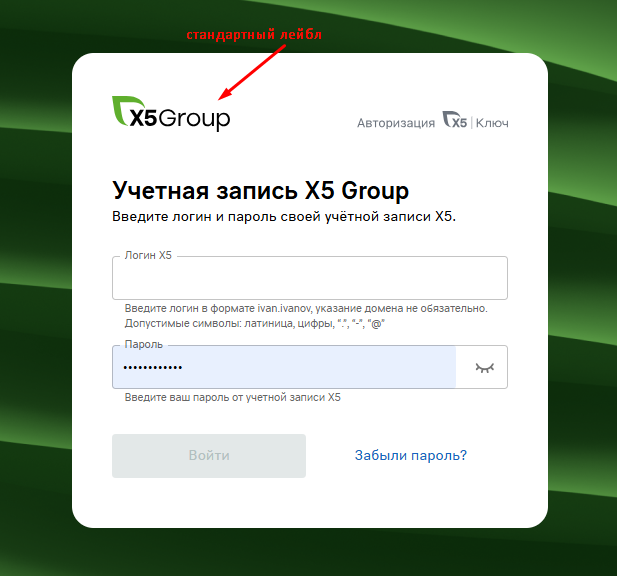 стандартный лейбл
X5Group
Авторизация X5 | Ключ
Учетная запись X5 Group
Введите логин и пароль своей учётной записи X5.
Логин X5
Введите логин в формате ivan.ivanov, указание домена не обязательно.
Допустимые символы: латиница, цифры, “.”, “-”, “@”
Пароль
••••••••••••
Введите ваш пароль от учетной записи X5
Войти
Забыли пароль?